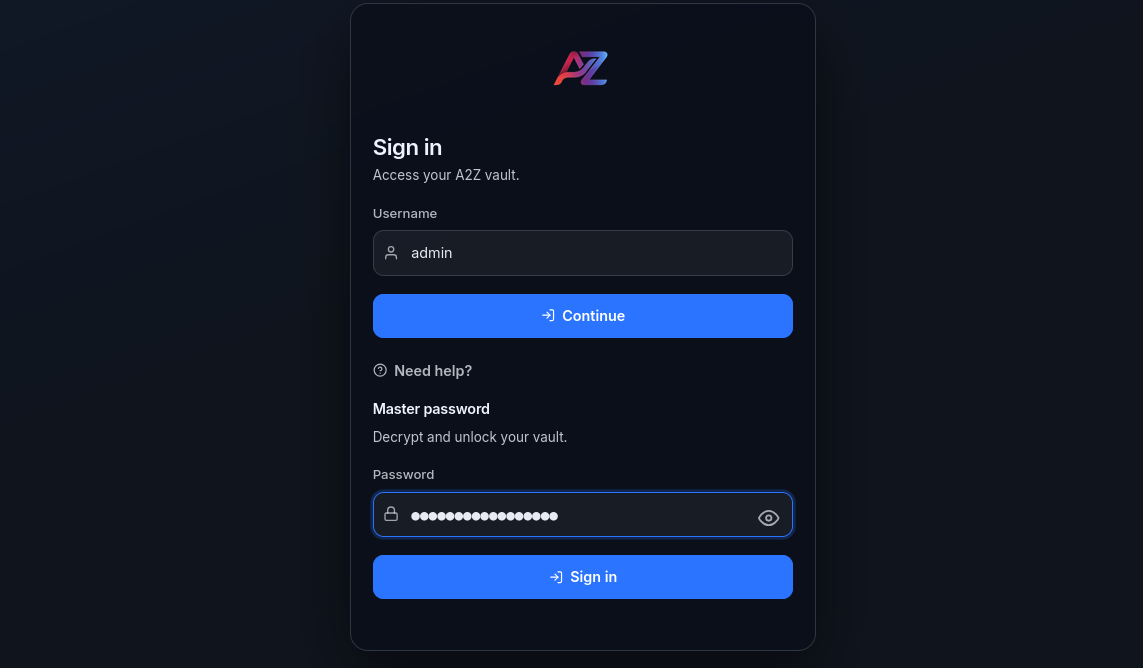 AZ
Sign in
Access your A2Z vault.
Username
admin
Continue
Need help?
Master password
Decrypt and unlock your vault.
Password
●●●●●●●●●●●●●●●●●
Sign in